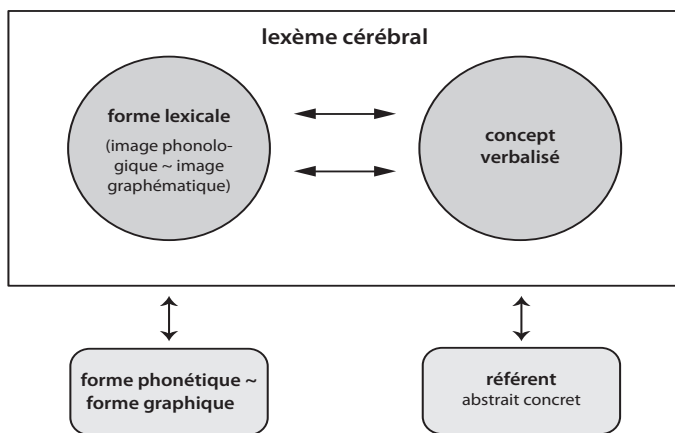 lexème cérébral
forme lexicale
(image phonolo-
gique ~ image
graphématique)
concept
verbalisé
forme phonétique ~
forme graphique
référent
abstrait concret